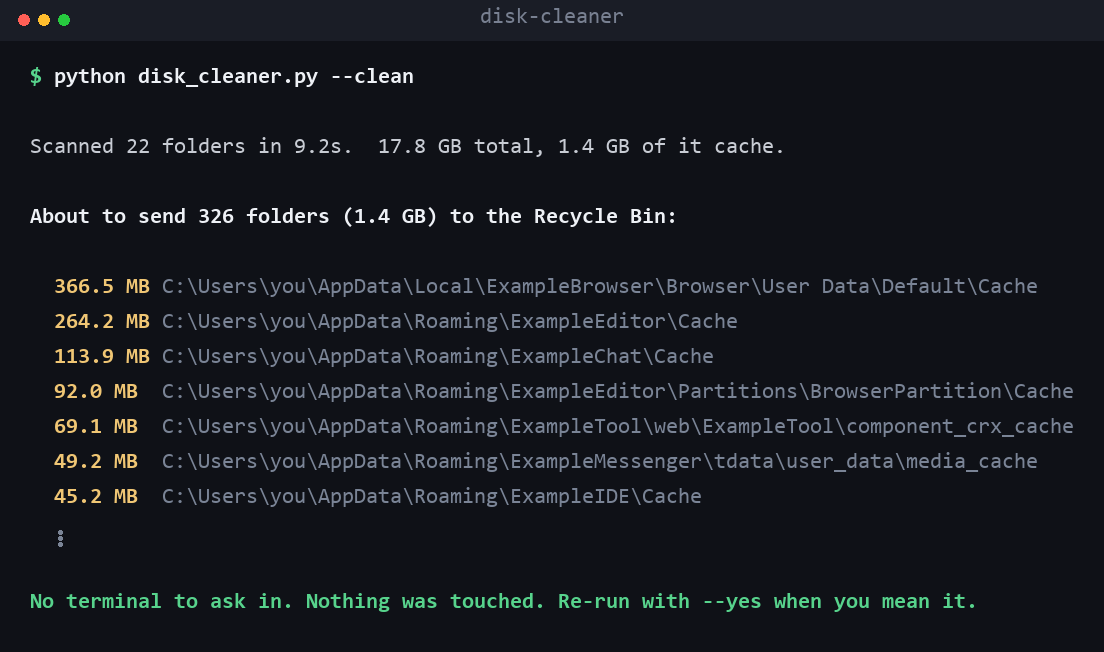 disk-cleaner
$ python disk_cleaner.py --clean
Scanned 22 folders in 9.2s.  17.8 GB total, 1.4 GB of it cache.
About to send 326 folders (1.4 GB) to the Recycle Bin:
366.5 MB C:\Users\you\AppData\Local\ExampleBrowser\Browser\User Data\Default\Cache
264.2 MB C:\Users\you\AppData\Roaming\ExampleEditor\Cache
113.9 MB C:\Users\you\AppData\Roaming\ExampleChat\Cache
92.0 MB  C:\Users\you\AppData\Roaming\ExampleEditor\Partitions\BrowserPartition\Cache
69.1 MB  C:\Users\you\AppData\Roaming\ExampleTool\web\ExampleTool\component_crx_cache
49.2 MB  C:\Users\you\AppData\Roaming\ExampleMessenger\tdata\user_data\media_cache
45.2 MB  C:\Users\you\AppData\Roaming\ExampleIDE\Cache
⋮
No terminal to ask in. Nothing was touched. Re-run with --yes when you mean it.